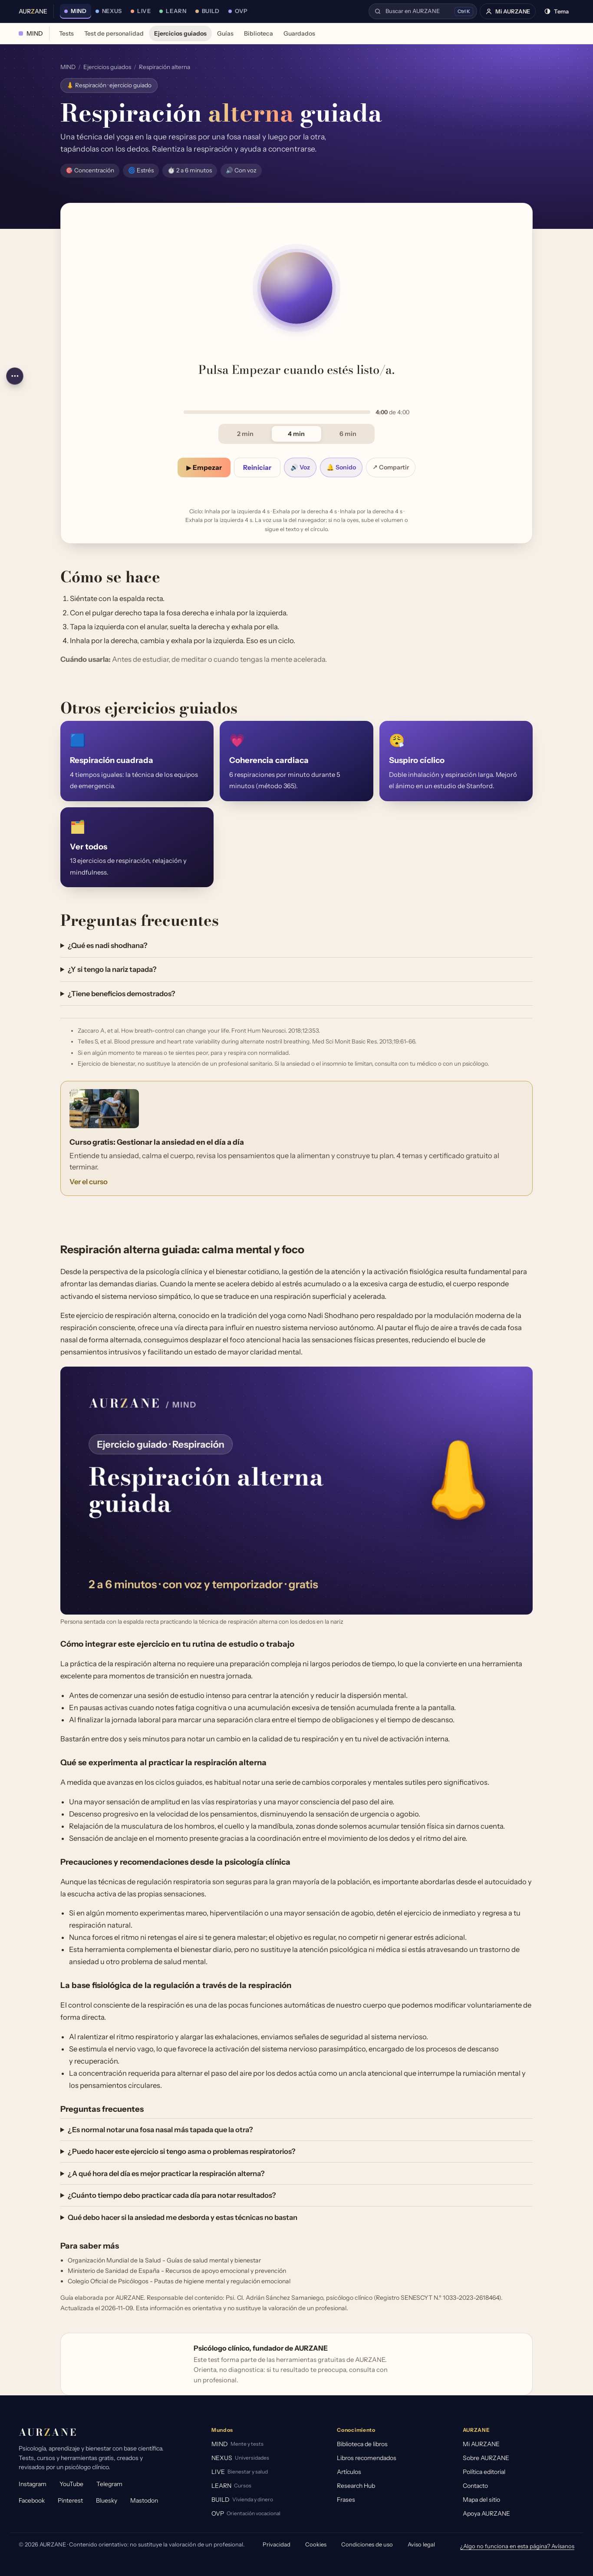 AURZANE
MIND
NEXUS
LIVE
LEARN
BUILD
OVP
Buscar en AURZANE
Ctrl K
Mi AURZANE
Tema
MIND
Tests
Test de personalidad
Ejercicios guiados
Guías
Biblioteca
Guardados
MIND / Ejercicios guiados / Respiración alterna
Respiración · ejercicio guiado
Respiración alterna guiada
Una técnica del yoga en la que respiras por una fosa nasal y luego por la otra,
tapándolas con los dedos. Ralentiza la respiración y ayuda a concentrarse.
Concentración
Estrés
2 a 6 minutos
Con voz
Pulsa Empezar cuando estés listo/a.
4:00 de 4:00
2 min
4 min
6 min
▶ Empezar
Reiniciar
Voz
Sonido
↗ Compartir
Ciclo: Inhala por la izquierda 4 s · Exhala por la derecha 4 s · Inhala por la derecha 4 s ·
Exhala por la izquierda 4 s. La voz usa la del navegador; si no la oyes, sube el volumen o
sigue el texto y el círculo.
Cómo se hace
1. Siéntate con la espalda recta.
2. Con el pulgar derecho tapa la fosa derecha e inhala por la izquierda.
3. Tapa la izquierda con el anular, suelta la derecha y exhala por ella.
4. Inhala por la derecha, cambia y exhala por la izquierda. Eso es un ciclo.
Cuándo usarla: Antes de estudiar, de meditar o cuando tengas la mente acelerada.
Otros ejercicios guiados
Respiración cuadrada
4 tiempos iguales: la técnica de los equipos
de emergencia.
Coherencia cardiaca
6 respiraciones por minuto durante 5
minutos (método 365).
Suspiro cíclico
Doble inhalación y espiración larga. Mejoró
el ánimo en un estudio de Stanford.
Ver todos
13 ejercicios de respiración, relajación y
mindfulness.
Preguntas frecuentes
▶ ¿Qué es nadi shodhana?
▶ ¿Y si tengo la nariz tapada?
▶ ¿Tiene beneficios demostrados?
• Zaccaro A, et al. How breath-control can change your life. Front Hum Neurosci. 2018;12:353.
• Telles S, et al. Blood pressure and heart rate variability during alternate nostril breathing. Med Sci Monit Basic Res. 2013;19:61-66.
• Si en algún momento te mareas o te sientes peor, para y respira con normalidad.
• Ejercicio de bienestar, no sustituye la atención de un profesional sanitario. Si la ansiedad o el insomnio te limitan, consulta con tu médico o con un psicólogo.
Curso gratis: Gestionar la ansiedad en el día a día
Entiende tu ansiedad, calma el cuerpo, revisa los pensamientos que la alimentan y construye tu plan. 4 temas y certificado gratuito al
terminar.
Ver el curso
Respiración alterna guiada: calma mental y foco
Desde la perspectiva de la psicología clínica y el bienestar cotidiano, la gestión de la atención y la activación fisiológica resulta fundamental para
afrontar las demandas diarias. Cuando la mente se acelera debido al estrés acumulado o a la excesiva carga de estudio, el cuerpo responde
activando el sistema nervioso simpático, lo que se traduce en una respiración superficial y acelerada.
Este ejercicio de respiración alterna, conocido en la tradición del yoga como Nadi Shodhano pero respaldado por la modulación moderna de la
respiración consciente, ofrece una vía directa para influir en nuestro sistema nervioso autónomo. Al pautar el flujo de aire a través de cada fosa
nasal de forma alternada, conseguimos desplazar el foco atencional hacia las sensaciones físicas presentes, reduciendo el bucle de
pensamientos intrusivos y facilitando un estado de mayor claridad mental.
AURZANE / MIND
Ejercicio guiado · Respiración
Respiración alterna
guiada
2 a 6 minutos · con voz y temporizador · gratis
Persona sentada con la espalda recta practicando la técnica de respiración alterna con los dedos en la nariz
Cómo integrar este ejercicio en tu rutina de estudio o trabajo
La práctica de la respiración alterna no requiere una preparación compleja ni largos periodos de tiempo, lo que la convierte en una herramienta
excelente para momentos de transición en nuestra jornada.
• Antes de comenzar una sesión de estudio intenso para centrar la atención y reducir la dispersión mental.
• En pausas activas cuando notes fatiga cognitiva o una acumulación excesiva de tensión acumulada frente a la pantalla.
• Al finalizar la jornada laboral para marcar una separación clara entre el tiempo de obligaciones y el tiempo de descanso.
Bastarán entre dos y seis minutos para notar un cambio en la calidad de tu respiración y en tu nivel de activación interna.
Qué se experimenta al practicar la respiración alterna
A medida que avanzas en los ciclos guiados, es habitual notar una serie de cambios corporales y mentales sutiles pero significativos.
• Una mayor sensación de amplitud en las vías respiratorias y una mayor consciencia del paso del aire.
• Descenso progresivo en la velocidad de los pensamientos, disminuyendo la sensación de urgencia o agobio.
• Relajación de la musculatura de los hombros, el cuello y la mandíbula, zonas donde solemos acumular tensión física sin darnos cuenta.
• Sensación de anclaje en el momento presente gracias a la coordinación entre el movimiento de los dedos y el ritmo del aire.
Precauciones y recomendaciones desde la psicología clínica
Aunque las técnicas de regulación respiratoria son seguras para la gran mayoría de la población, es importante abordarlas desde el autocuidado y
la escucha activa de las propias sensaciones.
• Si en algún momento experimentas mareo, hiperventilación o una mayor sensación de agobio, detén el ejercicio de inmediato y regresa a tu
respiración natural.
• Nunca forces el ritmo ni retengas el aire si te genera malestar; el objetivo es regular, no competir ni generar estrés adicional.
• Esta herramienta complementa el bienestar diario, pero no sustituye la atención psicológica ni médica si estás atravesando un trastorno de
ansiedad u otro problema de salud mental.
La base fisiológica de la regulación a través de la respiración
El control consciente de la respiración es una de las pocas funciones automáticas de nuestro cuerpo que podemos modificar voluntariamente de
forma directa.
• Al ralentizar el ritmo respiratorio y alargar las exhalaciones, enviamos señales de seguridad al sistema nervioso.
• Se estimula el nervio vago, lo que favorece la activación del sistema nervioso parasimpático, encargado de los procesos de descanso
y recuperación.
• La concentración requerida para alternar el paso del aire por los dedos actúa como un ancla atencional que interrumpe la rumiación mental y
los pensamientos circulares.
Preguntas frecuentes
▶ ¿Es normal notar una fosa nasal más tapada que la otra?
▶ ¿Puedo hacer este ejercicio si tengo asma o problemas respiratorios?
▶ ¿A qué hora del día es mejor practicar la respiración alterna?
▶ ¿Cuánto tiempo debo practicar cada día para notar resultados?
▶ Qué debo hacer si la ansiedad me desborda y estas técnicas no bastan
Para saber más
• Organización Mundial de la Salud – Guías de salud mental y bienestar
• Ministerio de Sanidad de España – Recursos de apoyo emocional y prevención
• Colegio Oficial de Psicólogos – Pautas de higiene mental y regulación emocional
Guía elaborada por AURZANE. Responsable del contenido: Psi. Cl. Adrián Sánchez Samaniego, psicólogo clínico (Registro SENESCYT N.º 1033-2023-2618464).
Actualizada el 2026-11-09. Esta información es orientativa y no sustituye la valoración de un profesional.
Psicólogo clínico, fundador de AURZANE
Este test forma parte de las herramientas gratuitas de AURZANE.
Orienta, no diagnostica: si tu resultado te preocupa, consulta con
un profesional.
AURZANE
Psicología, aprendizaje y bienestar con base científica.
Tests, cursos y herramientas gratis, creados y
revisados por un psicólogo clínico.
Instagram
YouTube
Telegram
Facebook
Pinterest
Bluesky
Mastodon
Mundos
MIND Mente y tests
NEXUS Universidades
LIVE Bienestar y salud
LEARN Cursos
BUILD Vivienda y dinero
OVP Orientación vocacional
Conocimiento
Biblioteca de libros
Libros recomendados
Artículos
Research Hub
Frases
AURZANE
Mi AURZANE
Sobre AURZANE
Política editorial
Contacto
Mapa del sitio
Apoya AURZANE
© 2026 AURZANE · Contenido orientativo: no sustituye la valoración de un profesional.
Privacidad
Cookies
Condiciones de uso
Aviso legal
¿Algo no funciona en esta página? Avísanos